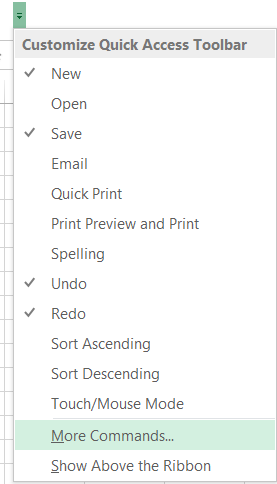 Customize Quick Access Toolbar
New
Open
Save
Email
Quick Print
Print Preview and Print
Spelling
Undo
Redo
Sort Ascending
Sort Descending
Touch/Mouse Mode
More Commands...
Show Above the Ribbon